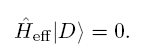 Ĥ_eff|D⟩ = 0.